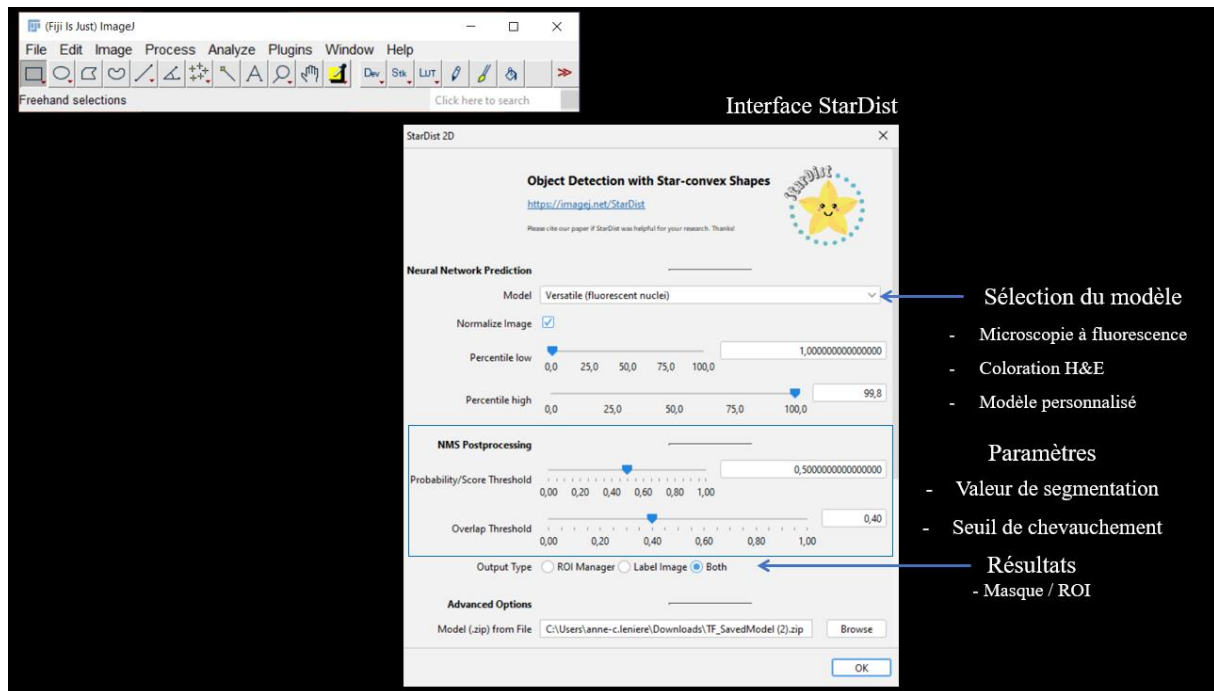 (Fiji Is Just) ImageJ
File Edit Image Process Analyze Plugins Window Help
Dev Stk LUT
Freehand selections
Click here to search
Interface StarDist
StarDist 2D
Object Detection with Star-convex Shapes
https://imagej.net/StarDist
Please cite our paper if StarDist was helpful for your research. Thanks!
StarDist
Neural Network Prediction
Model Versatile (fluorescent nuclei)
Normalize Image
Percentile low 1,000000000000000
0,0 25,0 50,0 75,0 100,0
Percentile high 99,8
0,0 25,0 50,0 75,0 100,0
NMS Postprocessing
Probability/Score Threshold 0,5000000000000000
0,00 0,20 0,40 0,60 0,80 1,00
Overlap Threshold 0,40
0,00 0,20 0,40 0,60 0,80 1,00
Output Type ROI Manager Label Image Both
Advanced Options
Model (.zip) from File C:\Users\anne-c.leniere\Downloads\TF_SavedModel (2).zip Browse
OK
Sélection du modèle
- Microscopie à fluorescence
- Coloration H&E
- Modèle personnalisé
Paramètres
- Valeur de segmentation
- Seuil de chevauchement
Résultats
- Masque / ROI